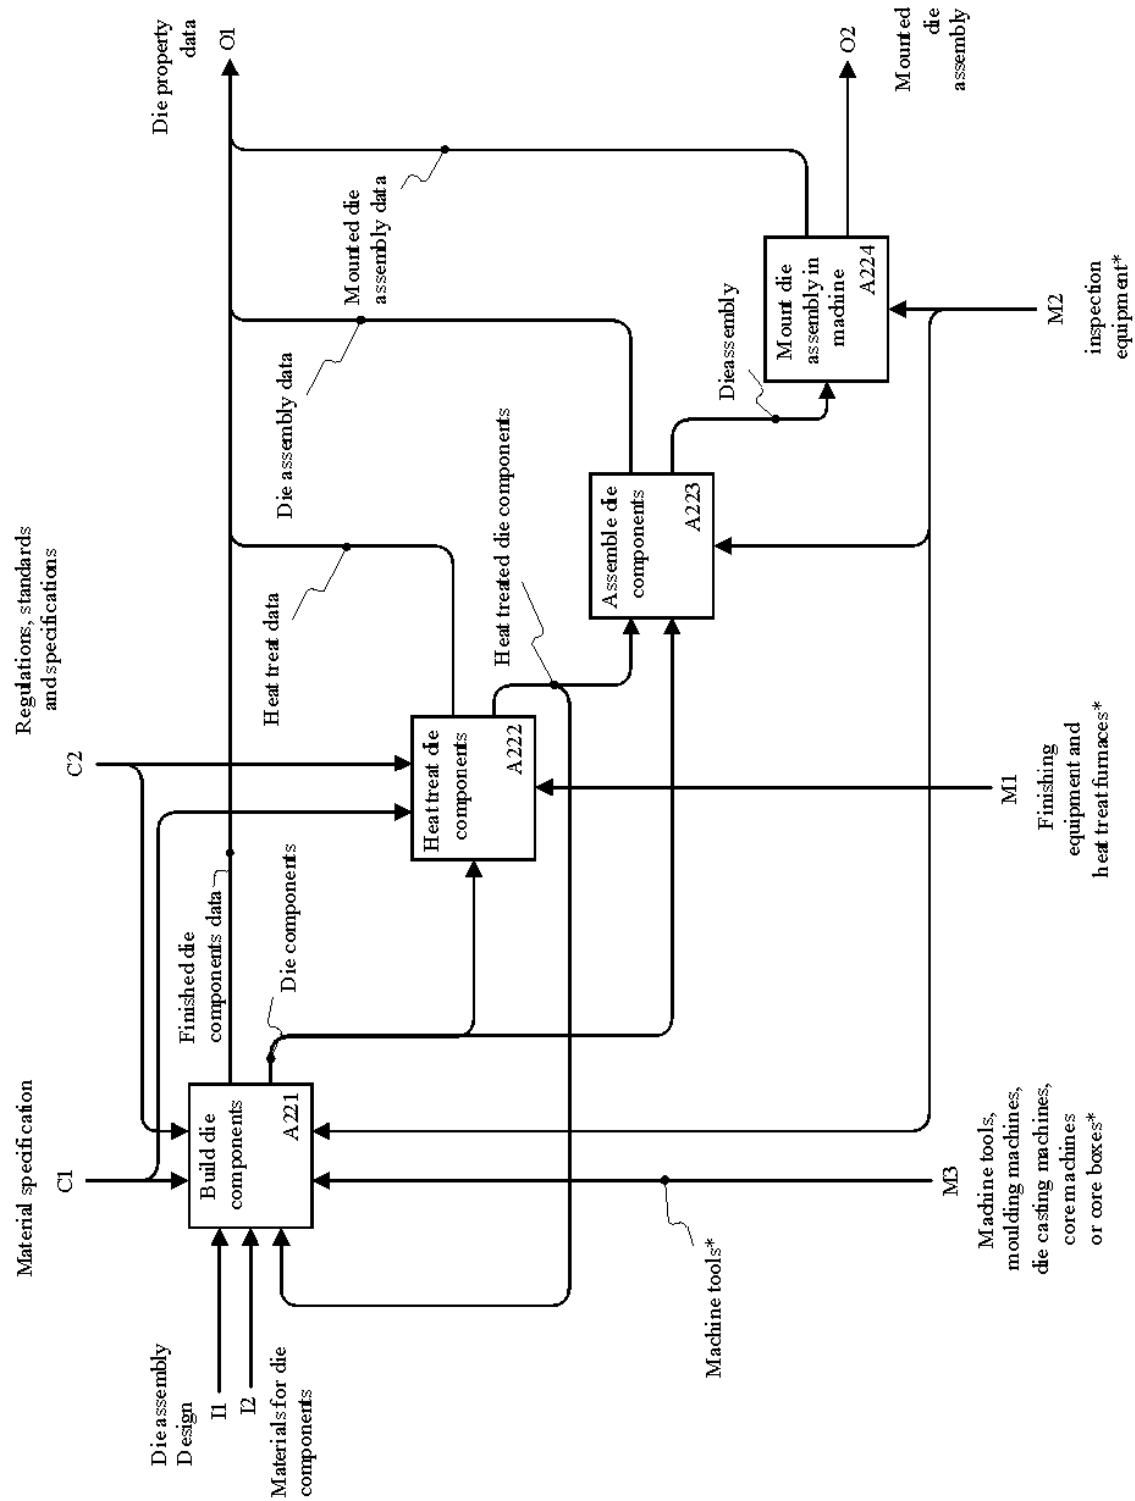 Material specification
C1
Regulations, standards
and specifications
C2
Die assembly
Design
I1
I2
Materials for die
components
Build die
components
A221
Finished die
components data
Die components
Heat treat die
components
A222
Heat treat data
Heat treated die components
Assemble die
components
A223
Die assembly data
Die assembly
Mount die
assembly in
machine
A224
Mounted die
assembly data
Die property
data
O1
O2
Mounted
die
assembly
Machine tools*
M3
Machine tools,
moulding machines,
die casting machines,
core machines
or core boxes*
M1
Finishing
equipment and
heat treat furnaces*
M2
inspection
equipment*